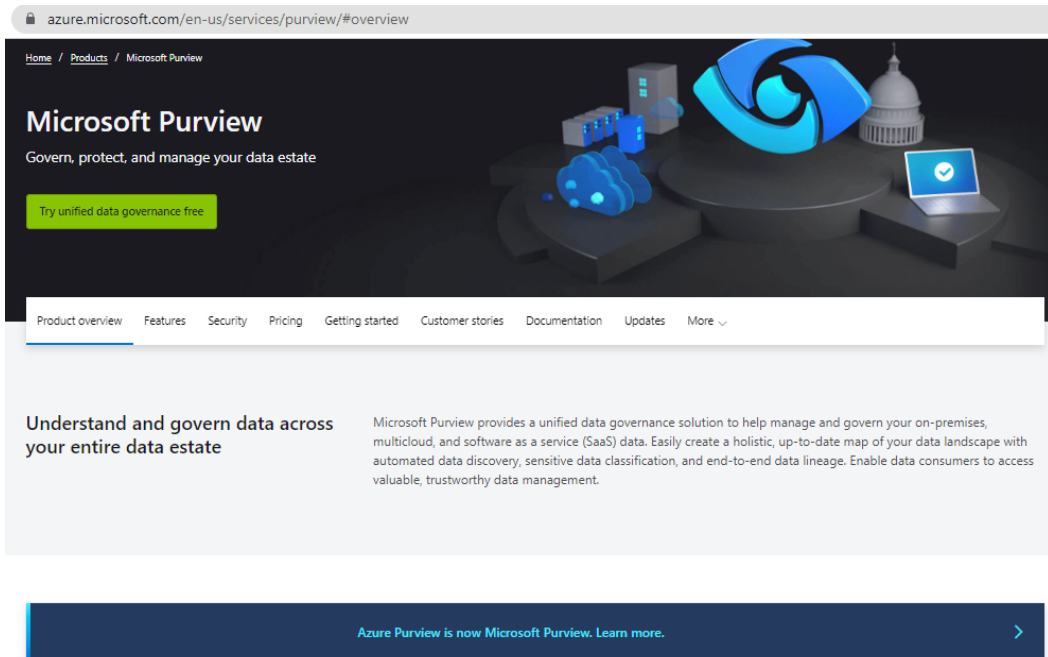 azure.microsoft.com/en-us/services/purview/#overview
Home / Products / Microsoft Purview
Microsoft Purview
Govern, protect, and manage your data estate
Try unified data governance free
Product overview Features Security Pricing Getting started Customer stories Documentation Updates More
Understand and govern data across
your entire data estate
Microsoft Purview provides a unified data governance solution to help manage and govern your on-premises,
multicloud, and software as a service (SaaS) data. Easily create a holistic, up-to-date map of your data landscape with
automated data discovery, sensitive data classification, and end-to-end data lineage. Enable data consumers to access
valuable, trustworthy data management.
Azure Purview is now Microsoft Purview. Learn more.